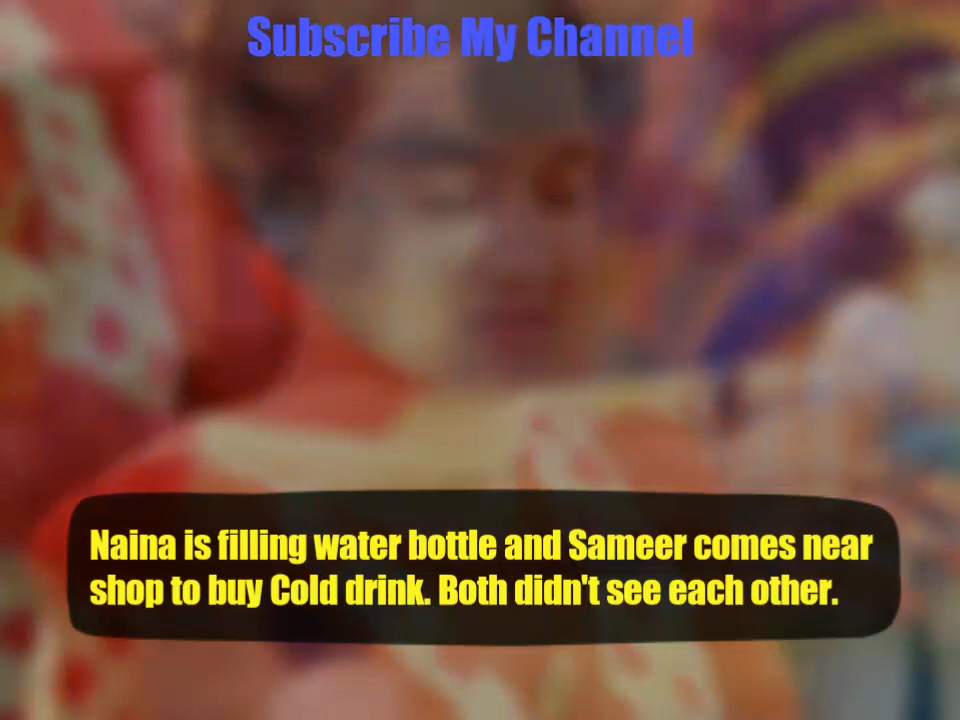 Subscribe My Channel
Naina is filling water bottle and Sameer comes near
shop to buy Cold drink. Both didn't see each other.